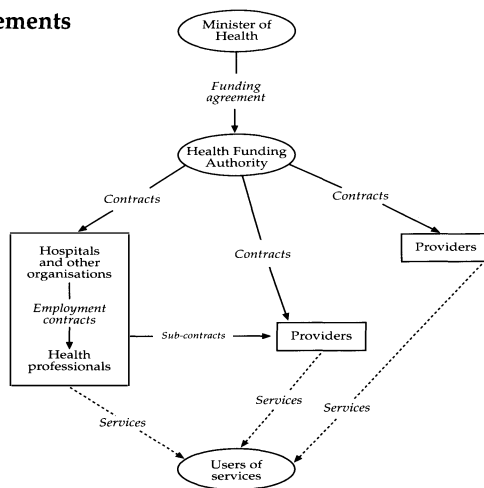 ements
Minister of
Health
Funding
agreement
Health Funding
Authority
Contracts
Contracts
Contracts
Hospitals
and other
organisations
Employment
contracts
Health
professionals
Sub-contracts
Providers
Providers
Services
Services
Services
Users of
services